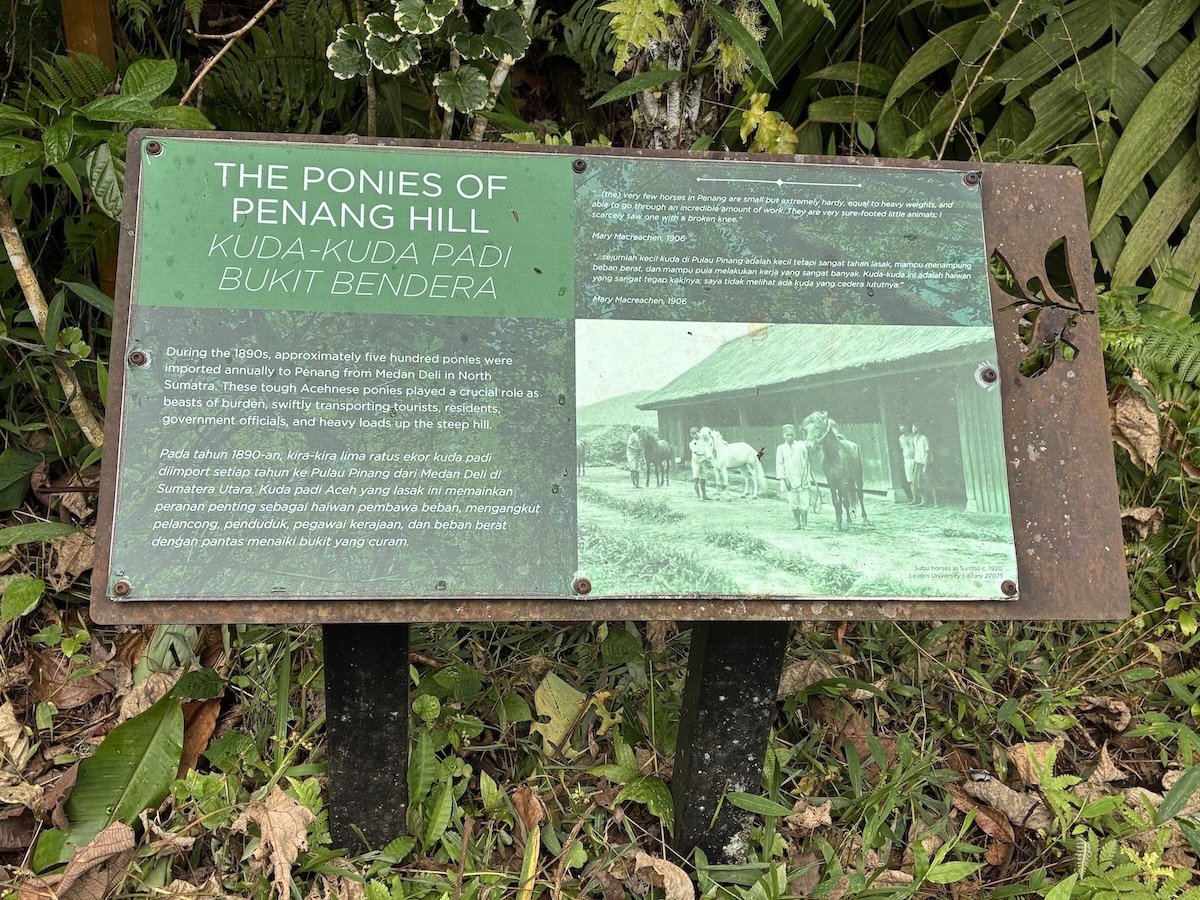 THE PONIES OF
PENANG HILL
KUDA-KUDA PADI
BUKIT BENDERA
During the 1890s, approximately five hundred ponies were
imported annually to Penang from Medan Deli in North
Sumatra. These tough Acehnese ponies played a crucial role as
beasts of burden, swiftly transporting tourists, residents,
government officials, and heavy loads up the steep hill.
Pada tahun 1890-an, kira-kira lima ratus ekor kuda padi
diimport setiap tahun ke Pulau Pinang dari Medan Deli di
Sumatera Utara. Kuda padi Aceh yang lasak ini memainkan
peranan penting sebagai haiwan pembawa beban, mengangkut
pelancong, penduduk, pegawai kerajaan, dan beban berat
dengan pantas menaiki bukit yang curam.
"...(the) very few horses in Penang are small but extremely hardy, equal to heavy weights, and
able to go through an incredible amount of work. They are very sure-footed little animals; I
scarcely saw one with a broken knee."
Mary Macreachen, 1906
"...sejumlah kecil kuda di Pulau Pinang adalah kecil tetapi sangat tahan lasak, mampu menampung
beban berat, dan mampu pula melakukan kerja yang sangat banyak. Kuda-kuda ini adalah haiwan
yang sangat tegap kakinya; saya tidak melihat ada kuda yang cedera lututnya."
Mary Macreachen, 1906
Sabu horses in Sumba c. 1920
Leiden University Library 27075